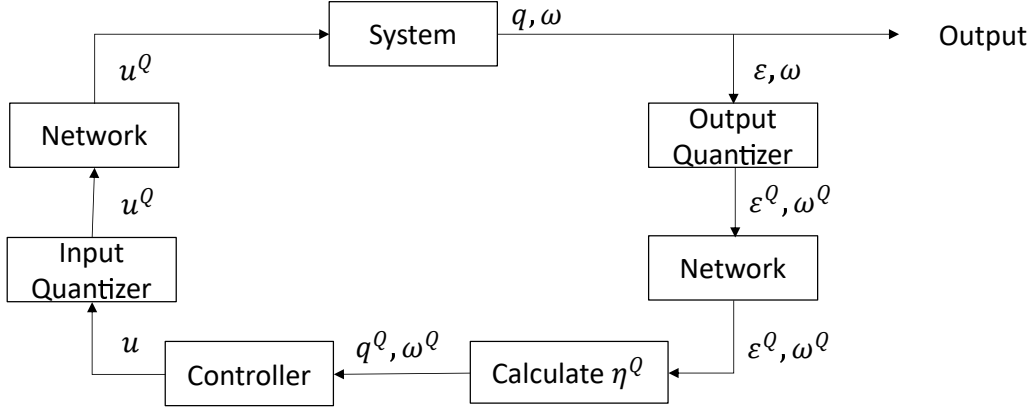 System
q, ω
Output
u^Q
ε, ω
Network
Output
Quantizer
u^Q
ε^Q, ω^Q
Input
Quantizer
Network
u
q^Q, ω^Q
ε^Q, ω^Q
Controller
Calculate η^Q